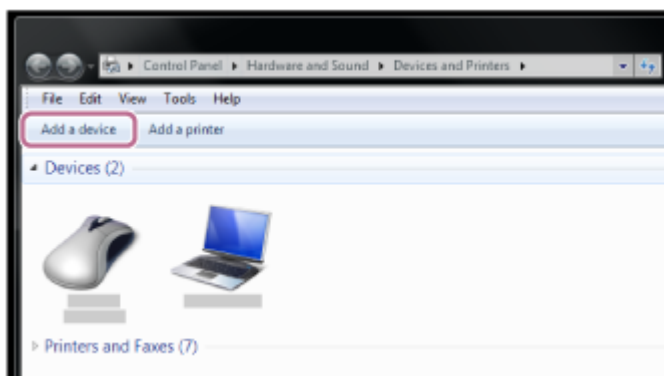 Control Panel Hardware and Sound Devices and Printers
File Edit View Tools Help
Add a device Add a printer
Devices (2)
Printers and Faxes (7)